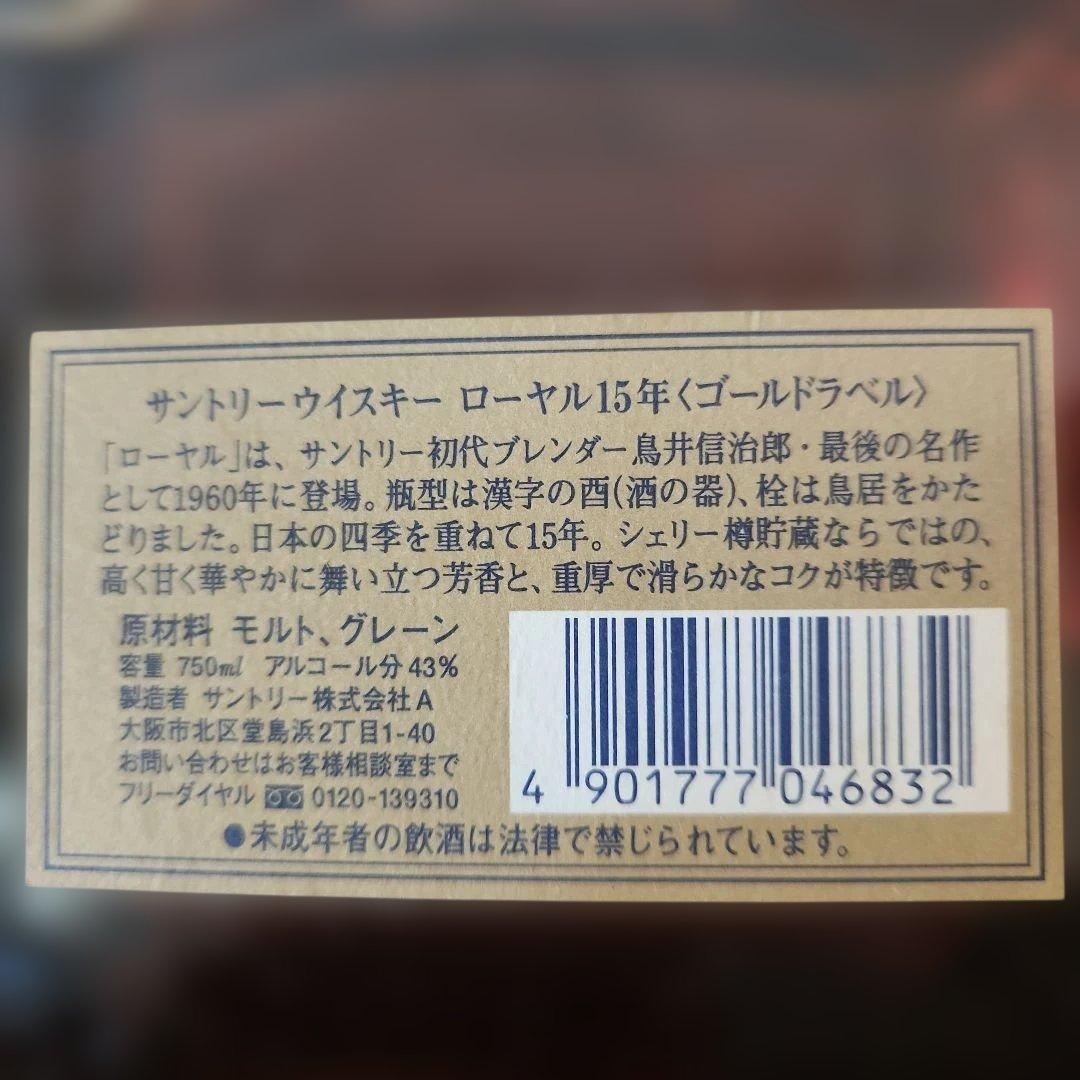 サントリーウイスキー ローヤル15年〈ゴールドラベル〉
「ローヤル」は、サントリー初代ブレンダー鳥井信治郎・最後の名作
として1960年に登場。瓶型は漢字の酉(酒の器)、栓は鳥居をかた
どりました。日本の四季を重ねて15年。シェリー樽貯蔵ならではの、
高く甘く華やかに舞い立つ芳香と、重厚で滑らかなコクが特徴です。
原材料 モルト、グレーン
容量 750ml アルコール分43%
製造者 サントリー株式会社A
大阪市北区堂島浜2丁目1-40
お問い合わせはお客様相談室まで
フリーダイヤル 0120-139310
4 901777 046832
●未成年者の飲酒は法律で禁じられています。